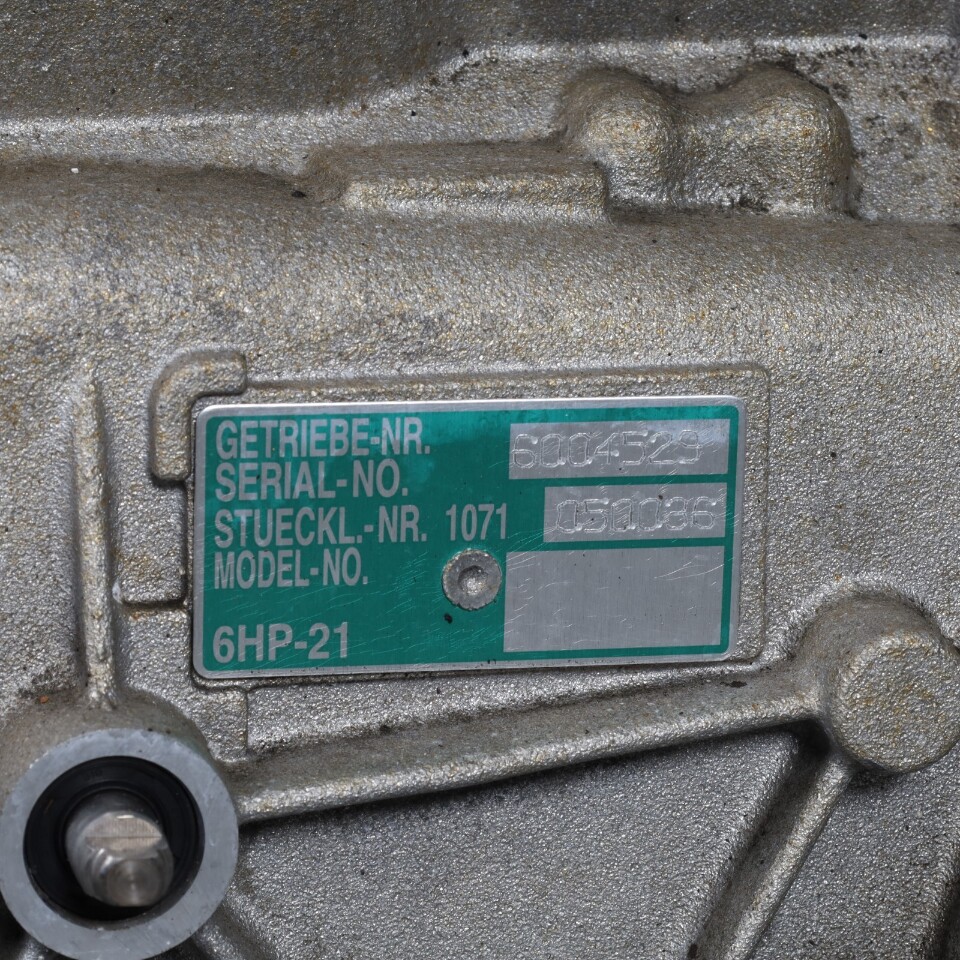 GETRIEBE-NR. 6004529
SERIAL-NO.
STUECKL.-NR. 1071 050086
MODEL-NO.
6HP-21